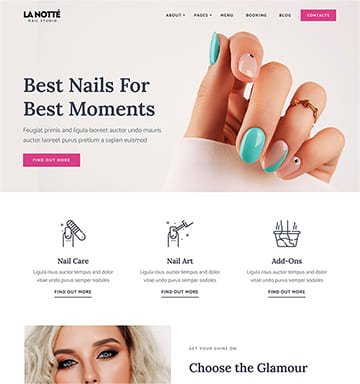 LA NOTTÉ
NAIL STUDIO
ABOUT PAGES MENU BOOKING BLOG CONTACTS
Best Nails For
Best Moments
Feugiat primis and ligula laoreet auctor undo mauris
auctor laoreet purus pretium a sapien euismod
FIND OUT MORE
Nail Care Nail Art Add-Ons
Ligula risus auctor tempus and dolor Ligula risus auctor tempus and dolor Ligula risus auctor tempus and dolor
vitae undo purus semper sodales vitae undo purus semper sodales vitae undo purus semper sodales
FIND OUT MORE FIND OUT MORE FIND OUT MORE
GET YOUR SHINE ON
Choose the Glamour